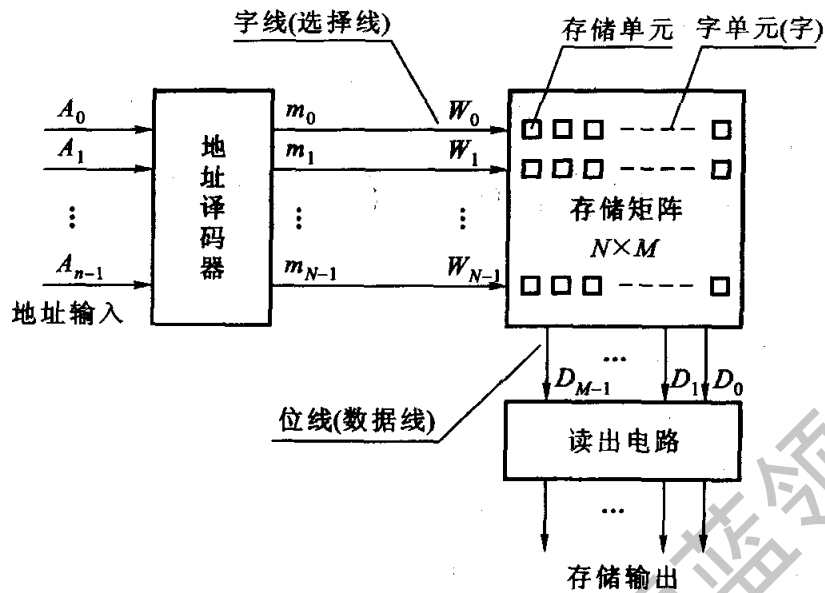 字线(选择线) 存储单元 字单元(字)
A0 m0 W0
A1 m1 W1
地址译码器
⋮ ⋮ ⋮
存储矩阵
N×M
An-1 mN-1 WN-1
地址输入
...
DM-1 D1 D0
位线(数据线)
读出电路
...
存储输出
蓝领